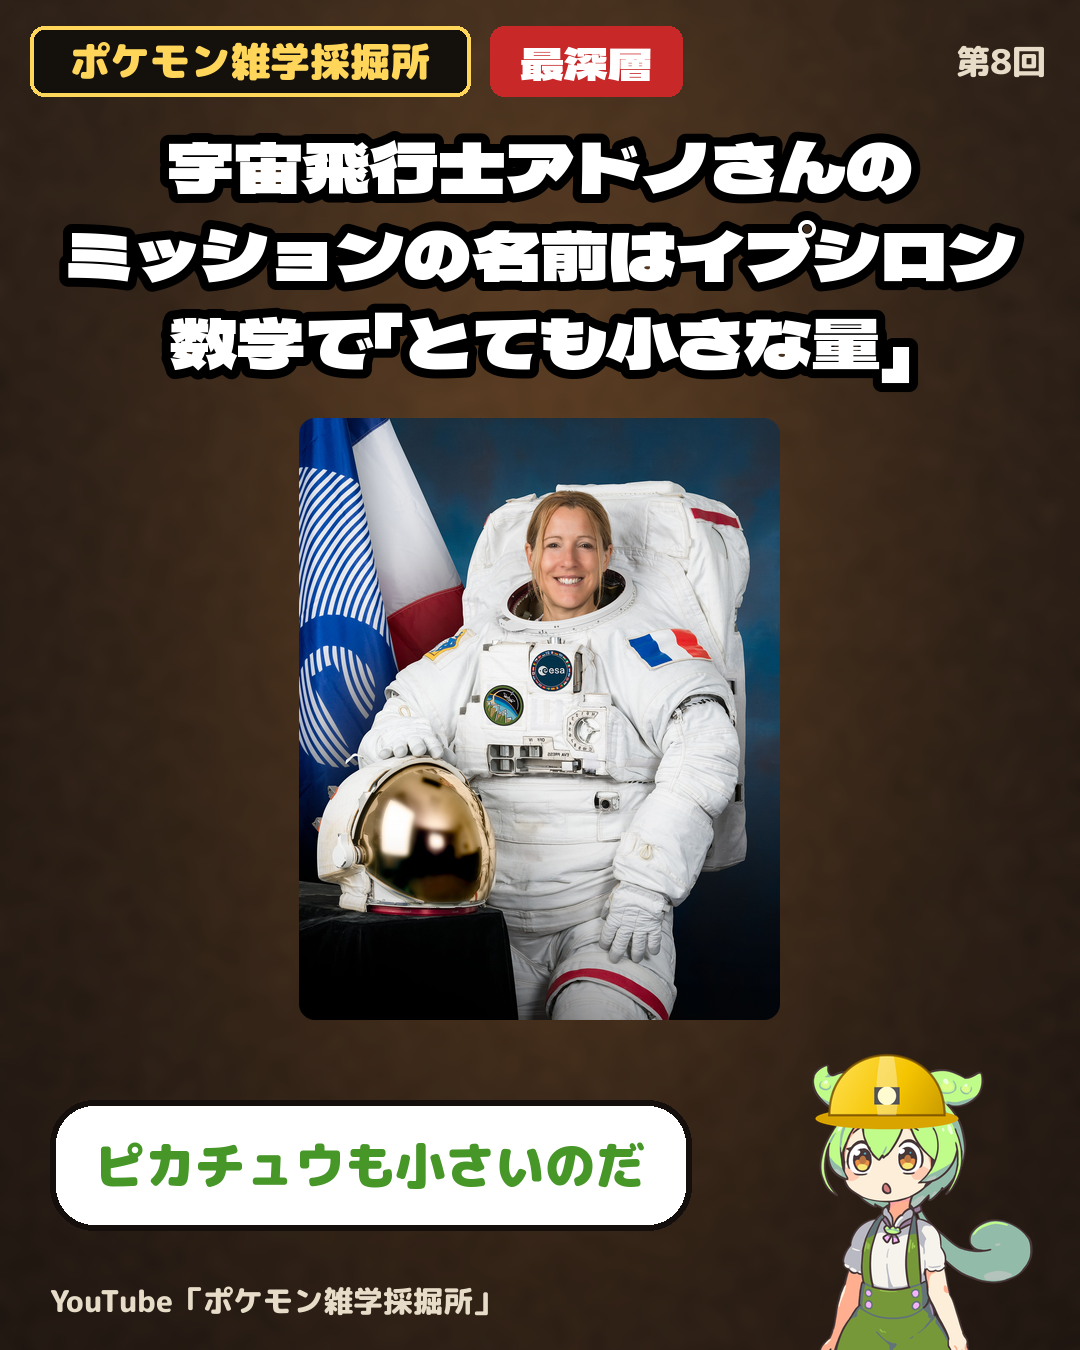 ポケモン雑学採掘所
最深層
第8回
宇宙飛行士アドノさんの
ミッションの名前はイプシロン
数学で「とても小さな量」
esa
ピカチュウも小さいのだ
YouTube「ポケモン雑学採掘所」